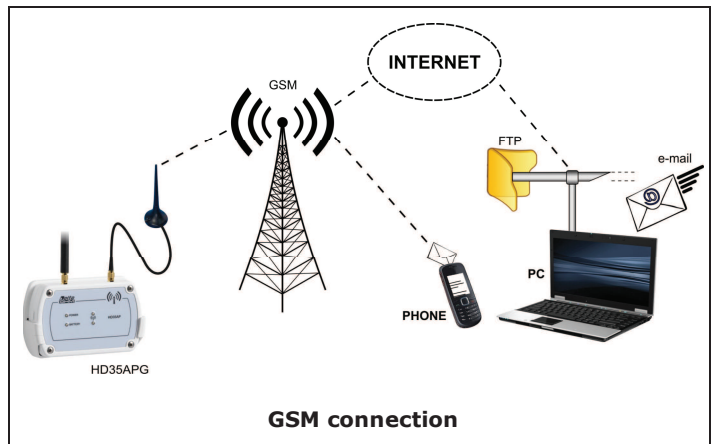 INTERNET
GSM
FTP
e-mail
@
PC
PHONE
HD35APG
GSM connection